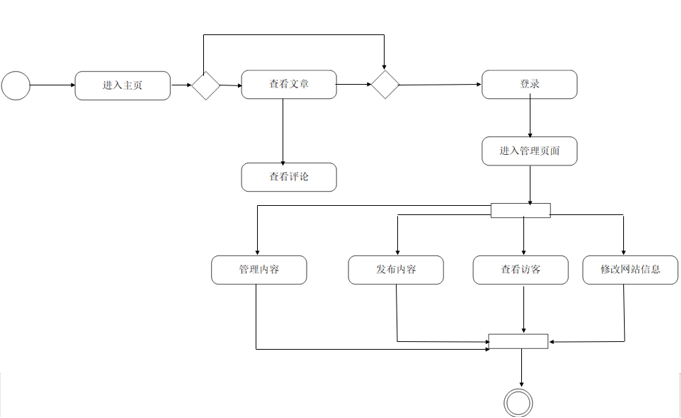 进入主页
查看文章
登录
进入管理页面
查看评论
管理内容
发布内容
查看访客
修改网站信息